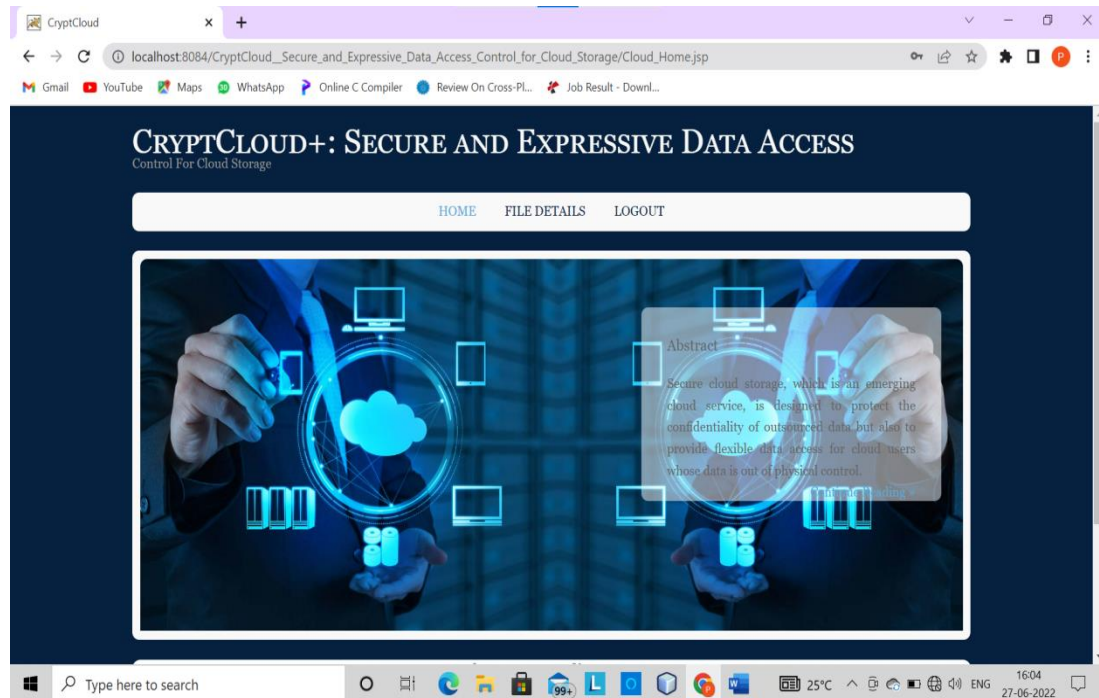 CryptCloud
localhost:8084/CryptCloud__Secure_and_Expressive_Data_Access_Control_for_Cloud_Storage/Cloud_Home.jsp
P
Gmail YouTube Maps WhatsApp Online C Compiler Review On Cross-Pl... Job Result - Downl...
CRYPTCLOUD+: SECURE AND EXPRESSIVE DATA ACCESS
Control For Cloud Storage
HOME FILE DETAILS LOGOUT
Abstract
Secure cloud storage, which is an emerging
cloud service, is designed to protect the
confidentiality of outsourced data but also to
provide flexible data access for cloud users
whose data is out of physical control.
Type here to search 99+ L 25°C ENG 16:04
27-06-2022